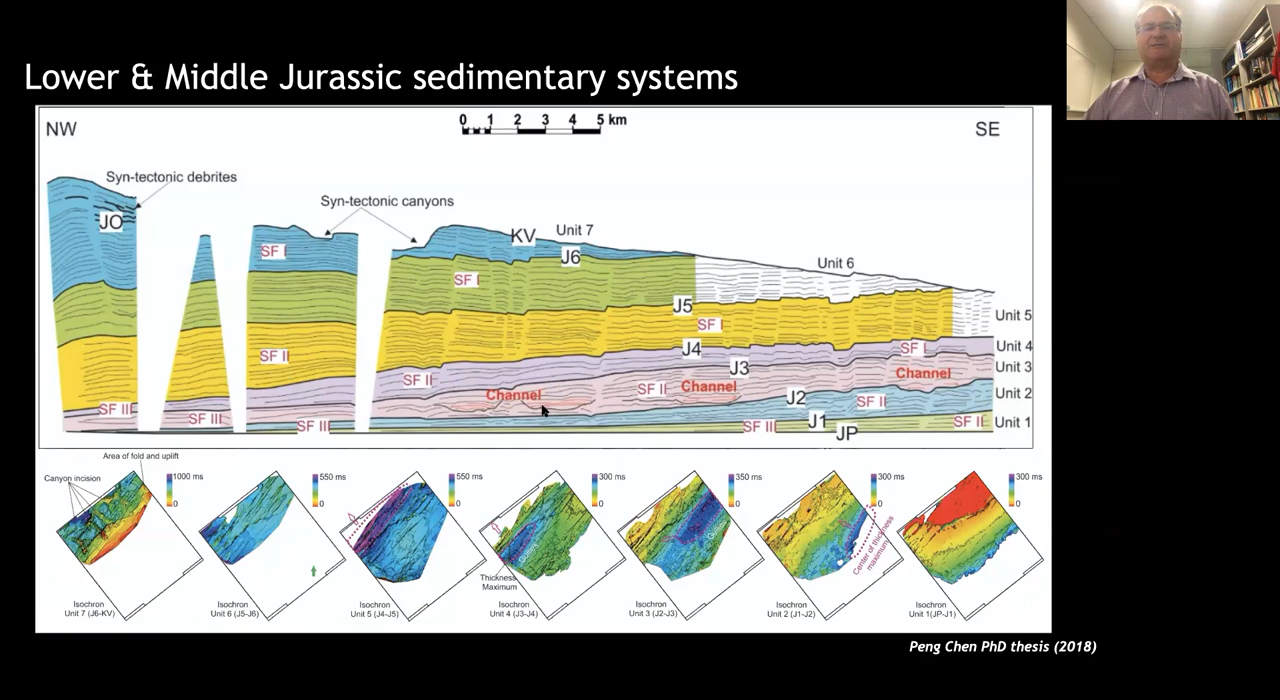 Lower & Middle Jurassic sedimentary systems
NW
0 1 2 3 4 5 km
SE
Syn-tectonic debrites
Syn-tectonic canyons
JO
KV
Unit 7
SF I
J6
Unit 6
SF I
J5
Unit 5
SF I
SF II
J4
SF I
Unit 4
J3
Unit 3
SF II
Channel
SF II
Channel
Channel
J2
SF II
Unit 2
SF III
SF III
SF III
SF III
J1
SF II
Unit 1
JP
Area of fold and uplift
Canyon incision
1000 ms
0
550 ms
0
550 ms
0
300 ms
0
350 ms
0
300 ms
0
300 ms
0
Thickness
Maximum
Center of thickness
maximum
Isochron
Unit 7 (J6-KV)
Isochron
Unit 6 (J5-J6)
Isochron
Unit 5 (J4-J5)
Isochron
Unit 4 (J3-J4)
Isochron
Unit 3 (J2-J3)
Isochron
Unit 2 (J1-J2)
Isochron
Unit 1(JP-J1)
Peng Chen PhD thesis (2018)